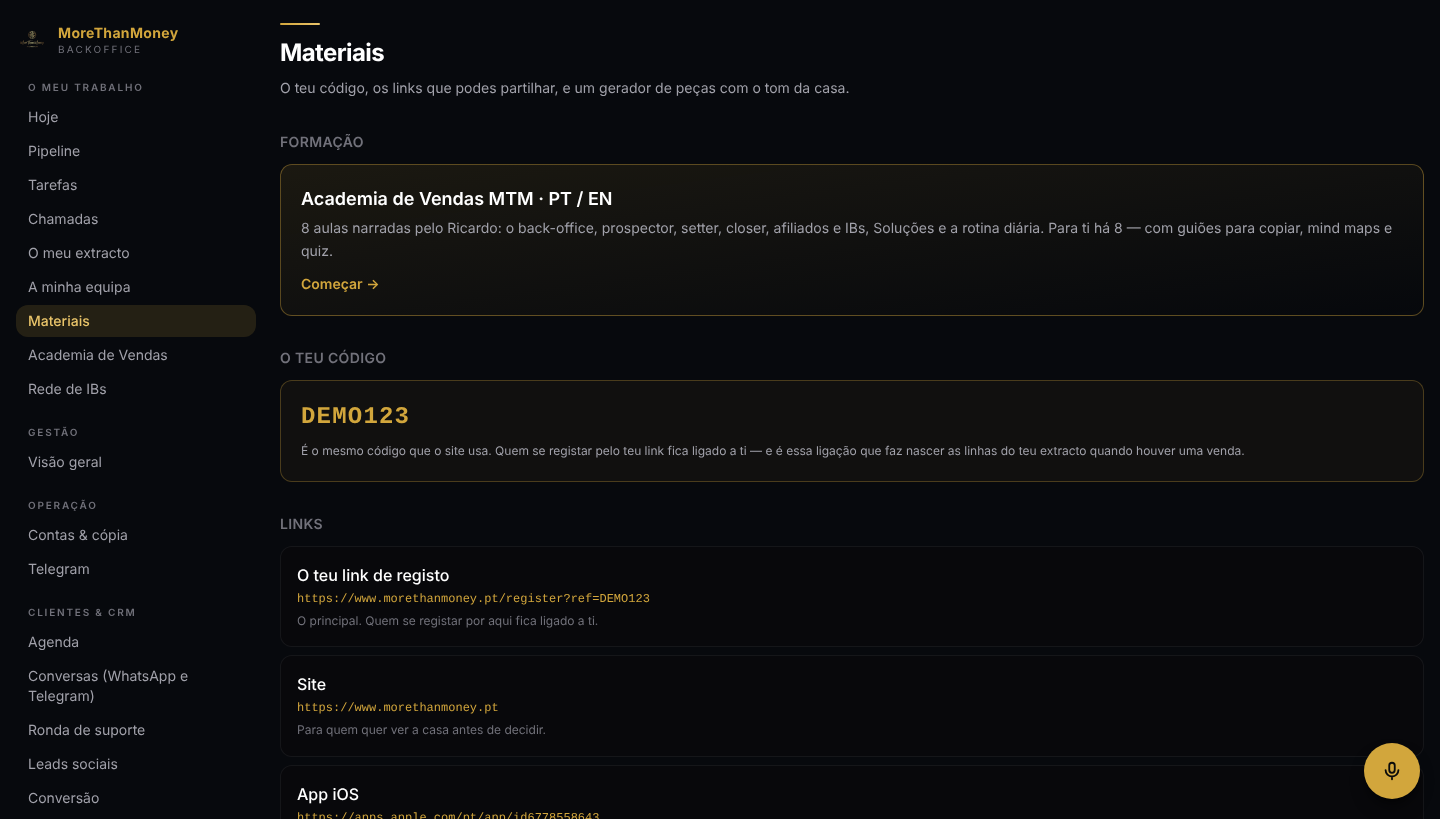 MoreThanMoney
BACKOFFICE
O MEU TRABALHO
Hoje
Pipeline
Tarefas
Chamadas
O meu extracto
A minha equipa
Materiais
Academia de Vendas
Rede de IBs
GESTÃO
Visão geral
OPERAÇÃO
Contas & cópia
Telegram
CLIENTES & CRM
Agenda
Conversas (WhatsApp e
Telegram)
Ronda de suporte
Leads sociais
Conversão
Materiais
O teu código, os links que podes partilhar, e um gerador de peças com o tom da casa.
FORMAÇÃO
Academia de Vendas MTM · PT / EN
8 aulas narradas pelo Ricardo: o back-office, prospector, setter, closer, afiliados e IBs, Soluções e a rotina diária. Para ti há 8 — com guiões para copiar, mind maps e
quiz.
Começar →
O TEU CÓDIGO
DEMO123
É o mesmo código que o site usa. Quem se registar pelo teu link fica ligado a ti — e é essa ligação que faz nascer as linhas do teu extracto quando houver uma venda.
LINKS
O teu link de registo
https://www.morethanmoney.pt/register?ref=DEMO123
O principal. Quem se registar por aqui fica ligado a ti.
Site
https://www.morethanmoney.pt
Para quem quer ver a casa antes de decidir.
App iOS
https://apps.apple.com/pt/app/id6778558643